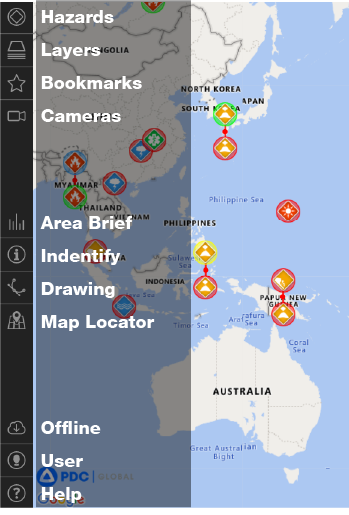 Hazards
Layers
MONGOLIA
Bookmarks
NORTH KOREA
Cameras
SOUTH KOREA
JAPAN
MYANMAR
THAILAND
VIETNAM
Philippine Sea
Area Brief
PHILIPPINES
Indentify
Sulawesi
Drawing
INDONESIA
PAPUA NEW
GUINEA
Map Locator
Timor Sea
Arafura
Sea
Coral
Sea
AUSTRALIA
Offline
Great Australian
Bight
User
PDC | GLOBAL
Google
Help